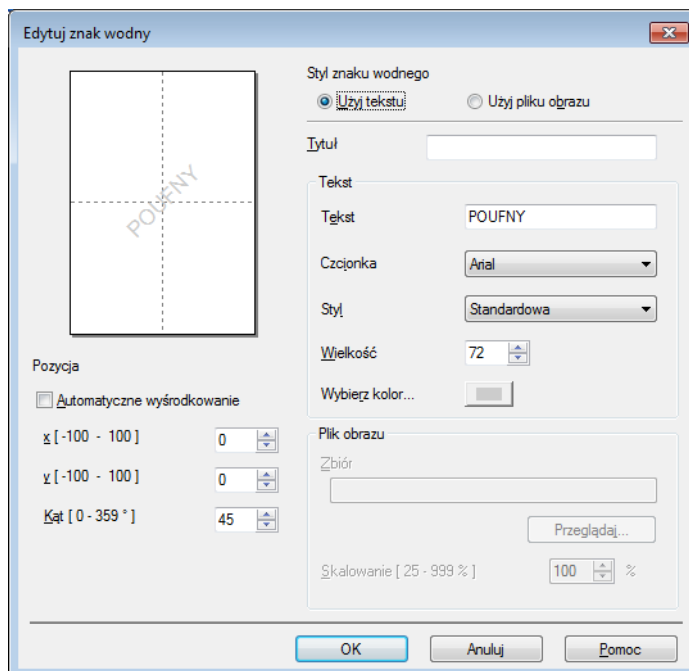 Edytuj znak wodny
POUFNY
Styl znaku wodnego
Użyj tekstu Użyj pliku obrazu
Tytuł
Tekst
Tekst POUFNY
Czcionka Arial
Styl Standardowa
Wielkość 72
Wybierz kolor...
Pozycja
Automatyczne wyśrodkowanie
x [ -100 - 100 ] 0
y [ -100 - 100 ] 0
Kąt [ 0 - 359 ° ] 45
Plik obrazu
Zbiór
Przeglądaj...
Skalowanie [ 25 - 999 % ] 100 %
OK Anuluj Pomoc